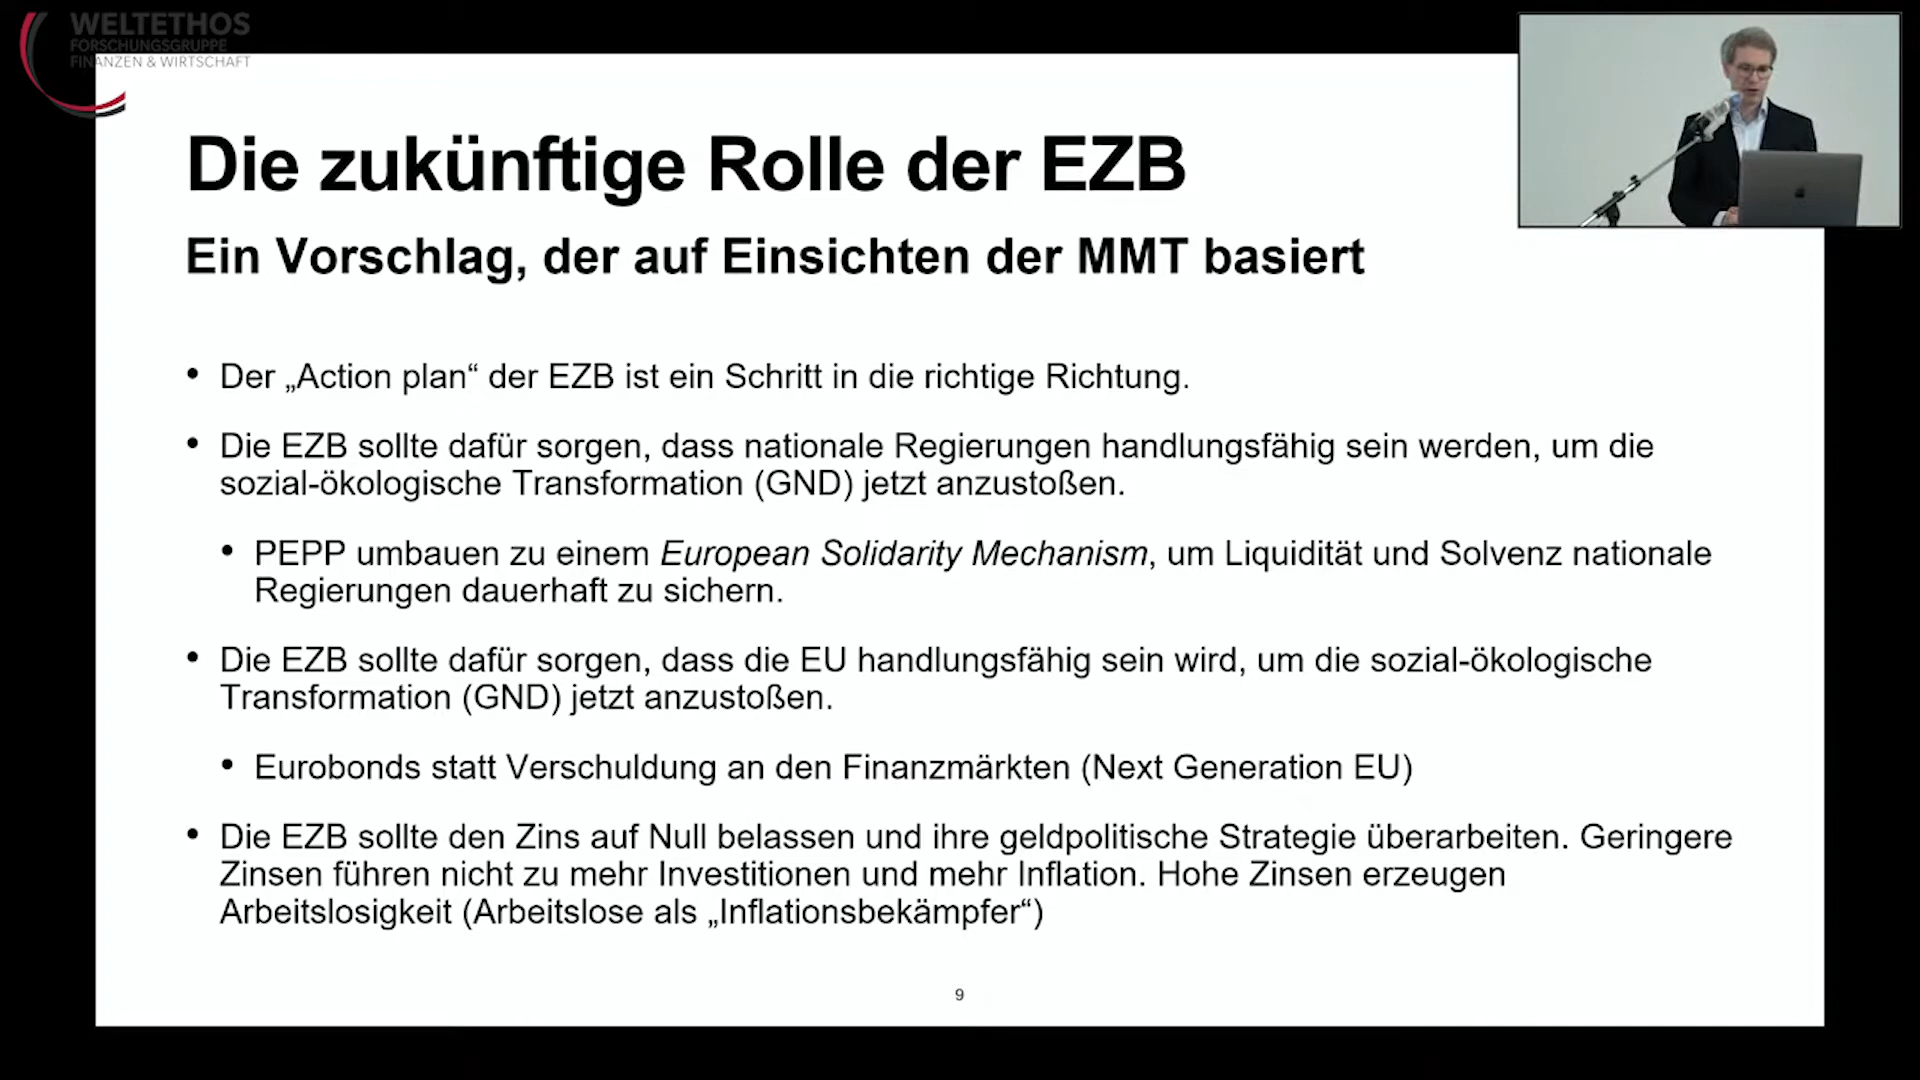 WELTETHOS
FORSCHUNGSGRUPPE
FINANZEN & WIRTSCHAFT
Die zukünftige Rolle der EZB
Ein Vorschlag, der auf Einsichten der MMT basiert
• Der „Action plan“ der EZB ist ein Schritt in die richtige Richtung.
• Die EZB sollte dafür sorgen, dass nationale Regierungen handlungsfähig sein werden, um die
sozial-ökologische Transformation (GND) jetzt anzustoßen.
• PEPP umbauen zu einem European Solidarity Mechanism, um Liquidität und Solvenz nationale
Regierungen dauerhaft zu sichern.
• Die EZB sollte dafür sorgen, dass die EU handlungsfähig sein wird, um die sozial-ökologische
Transformation (GND) jetzt anzustoßen.
• Eurobonds statt Verschuldung an den Finanzmärkten (Next Generation EU)
• Die EZB sollte den Zins auf Null belassen und ihre geldpolitische Strategie überarbeiten. Geringere
Zinsen führen nicht zu mehr Investitionen und mehr Inflation. Hohe Zinsen erzeugen
Arbeitslosigkeit (Arbeitslose als „Inflationsbekämpfer“)
9